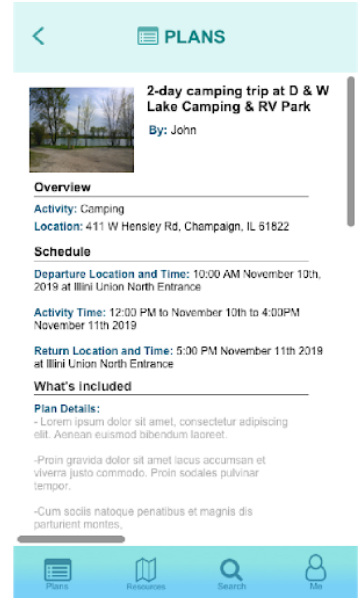 PLANS
2-day camping trip at D & W
Lake Camping & RV Park
By: John
Overview
Activity: Camping
Location: 411 W Hensley Rd, Champaign, IL 61822
Schedule
Departure Location and Time: 10:00 AM November 10th,
2019 at Illini Union North Entrance
Activity Time: 12:00 PM to November 10th to 4:00PM
November 11th 2019
Return Location and Time: 5:00 PM November 11th 2019
at Illini Union North Entrance
What's included
Plan Details:
- Lorem ipsum dolor sit amet, consectetur adipiscing
elit. Aenean euismod bibendum laoreet.
-Proin gravida dolor sit amet lacus accumsan et
viverra justo commodo. Proin sodales pulvinar
tempor.
-Cum sociis natoque penatibus et magnis dis
parturient montes,
Plans
Resources
Search
Me